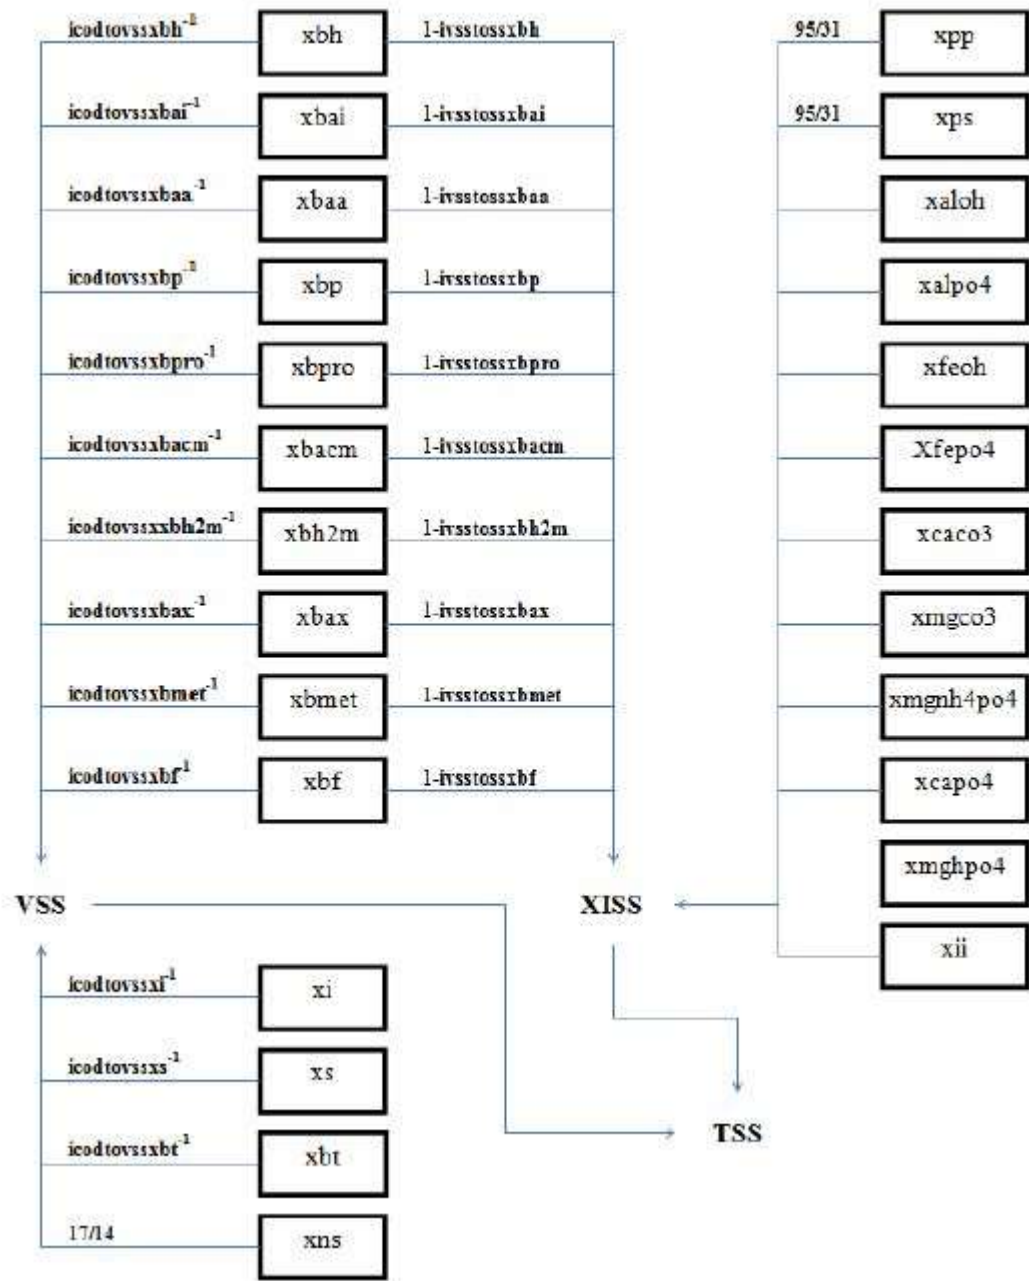 icodtovssxbh⁻¹ xbh 1-ivsstossxbh 95/31 xpp
icodtovssxbai⁻¹ xbai 1-ivsstossxbai 95/31 xps
icodtovssxbaa⁻¹ xbaa 1-ivsstossxbaa xaloh
icodtovssxbp⁻¹ xbp 1-ivsstossxbp xalpo4
icodtovssxbpro⁻¹ xbpro 1-ivsstossxbpro xfeoh
icodtovssxbacm⁻¹ xbacm 1-ivsstossxbacm Xfepo4
icodtovssxxbh2m⁻¹ xbh2m 1-ivsstossxbh2m xcaco3
icodtovssxbax⁻¹ xbax 1-ivsstossxbax xmgco3
icodtovssxbmet⁻¹ xbmet 1-ivsstossxbmet xmgnh4po4
icodtovssxbf⁻¹ xbf 1-ivsstossxbf xcapo4
xmghpo4
VSS XISS
xii
icodtovssxi⁻¹ xi
icodtovssxs⁻¹ xs
TSS
icodtovssxbt⁻¹ xbt
17/14 xns